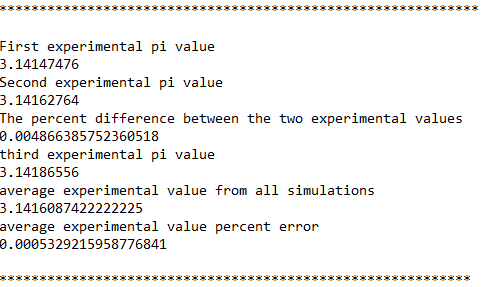 ************************************************************
First experimental pi value
3.14147476
Second experimental pi value
3.14162764
The percent difference between the two experimental values
0.004866385752360518
third experimental pi value
3.14186556
average experimental value from all simulations
3.1416087422222225
average experimental value percent error
0.0005329215958776841
***********************************************************